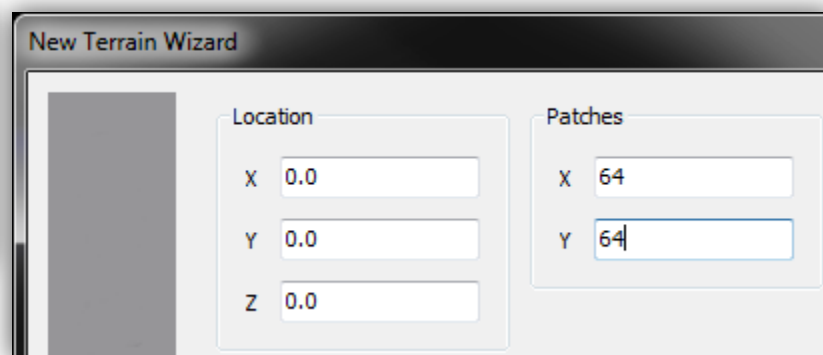 New Terrain Wizard
Location
X 0.0
Y 0.0
Z 0.0
Patches
X 64
Y 64